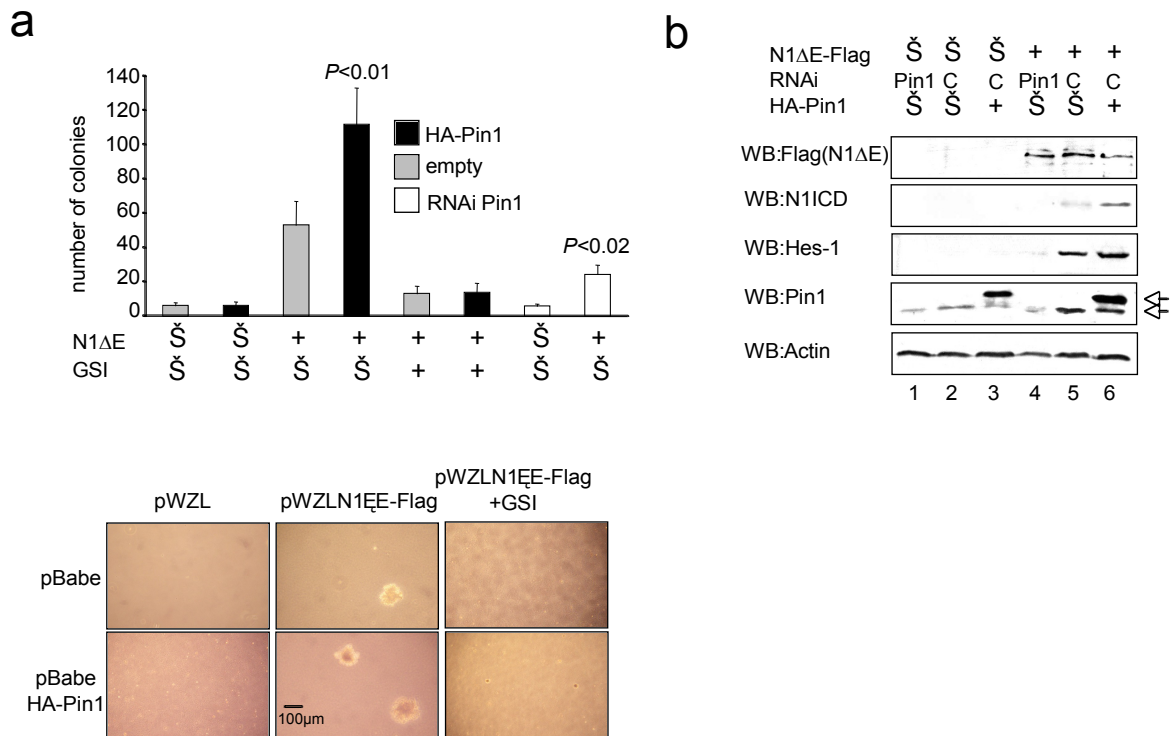 a
140
120
100
80
60
40
20
0
number of colonies
P<0.01
P<0.02
HA-Pin1
empty
RNAi Pin1
N1ΔE Š Š + + + + Š +
GSI Š Š Š Š + + Š Š
pWZL pWZLN1ĘE-Flag pWZLN1ĘE-Flag
+GSI
pBabe
pBabe
HA-Pin1
100µm
b
N1ΔE-Flag Š Š Š + + +
RNAi Pin1 C C Pin1 C C
HA-Pin1 Š Š + Š Š +
WB:Flag(N1ΔE)
WB:N1ICD
WB:Hes-1
WB:Pin1
WB:Actin
1 2 3 4 5 6